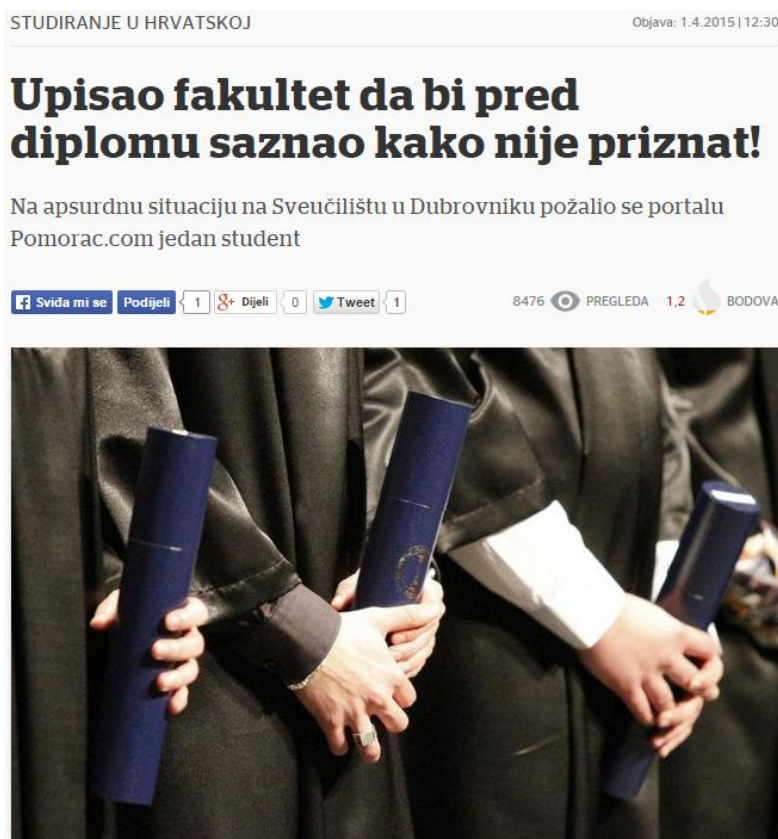 STUDIRANJE U HRVATSKOJ
Objava: 1.4.2015 | 12:30
Upisao fakultet da bi pred
diplomu saznao kako nije priznat!
Na apsurdnu situaciju na Sveučilištu u Dubrovniku požalio se portalu
Pomorac.com jedan student
Sviđa mi se Podijeli 1 Dijeli 0 Tweet 1
8476 PREGLEDA 1,2 BODOVA